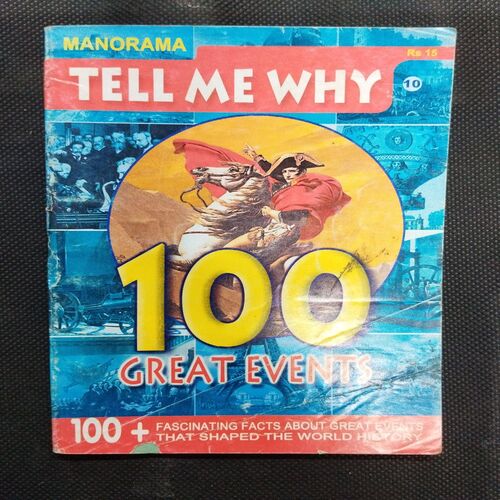 MANORAMA
Rs 15
TELL ME WHY
10
100
GREAT EVENTS
100 + FASCINATING FACTS ABOUT GREAT EVENTS
THAT SHAPED THE WORLD HISTORY